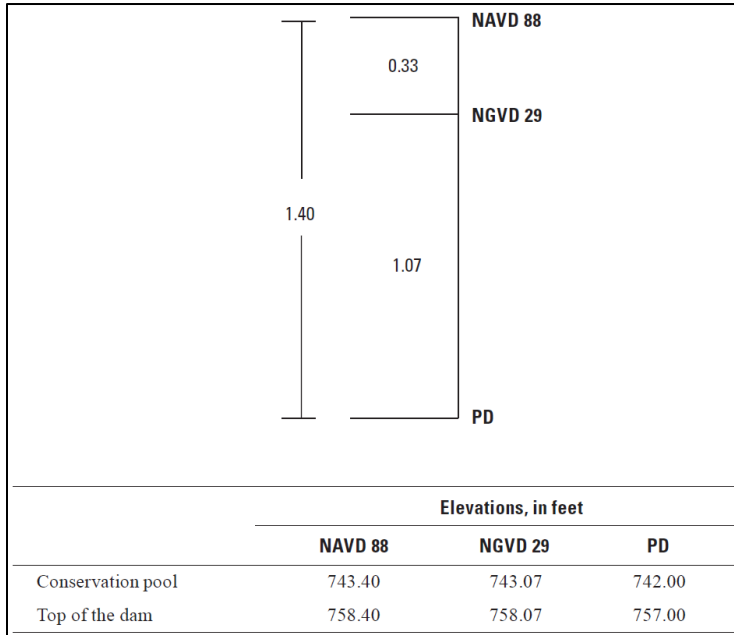 NAVD 88
0.33
NGVD 29
1.40
1.07
PD
Elevations, in feet
NAVD 88 NGVD 29 PD
Conservation pool 743.40 743.07 742.00
Top of the dam 758.40 758.07 757.00